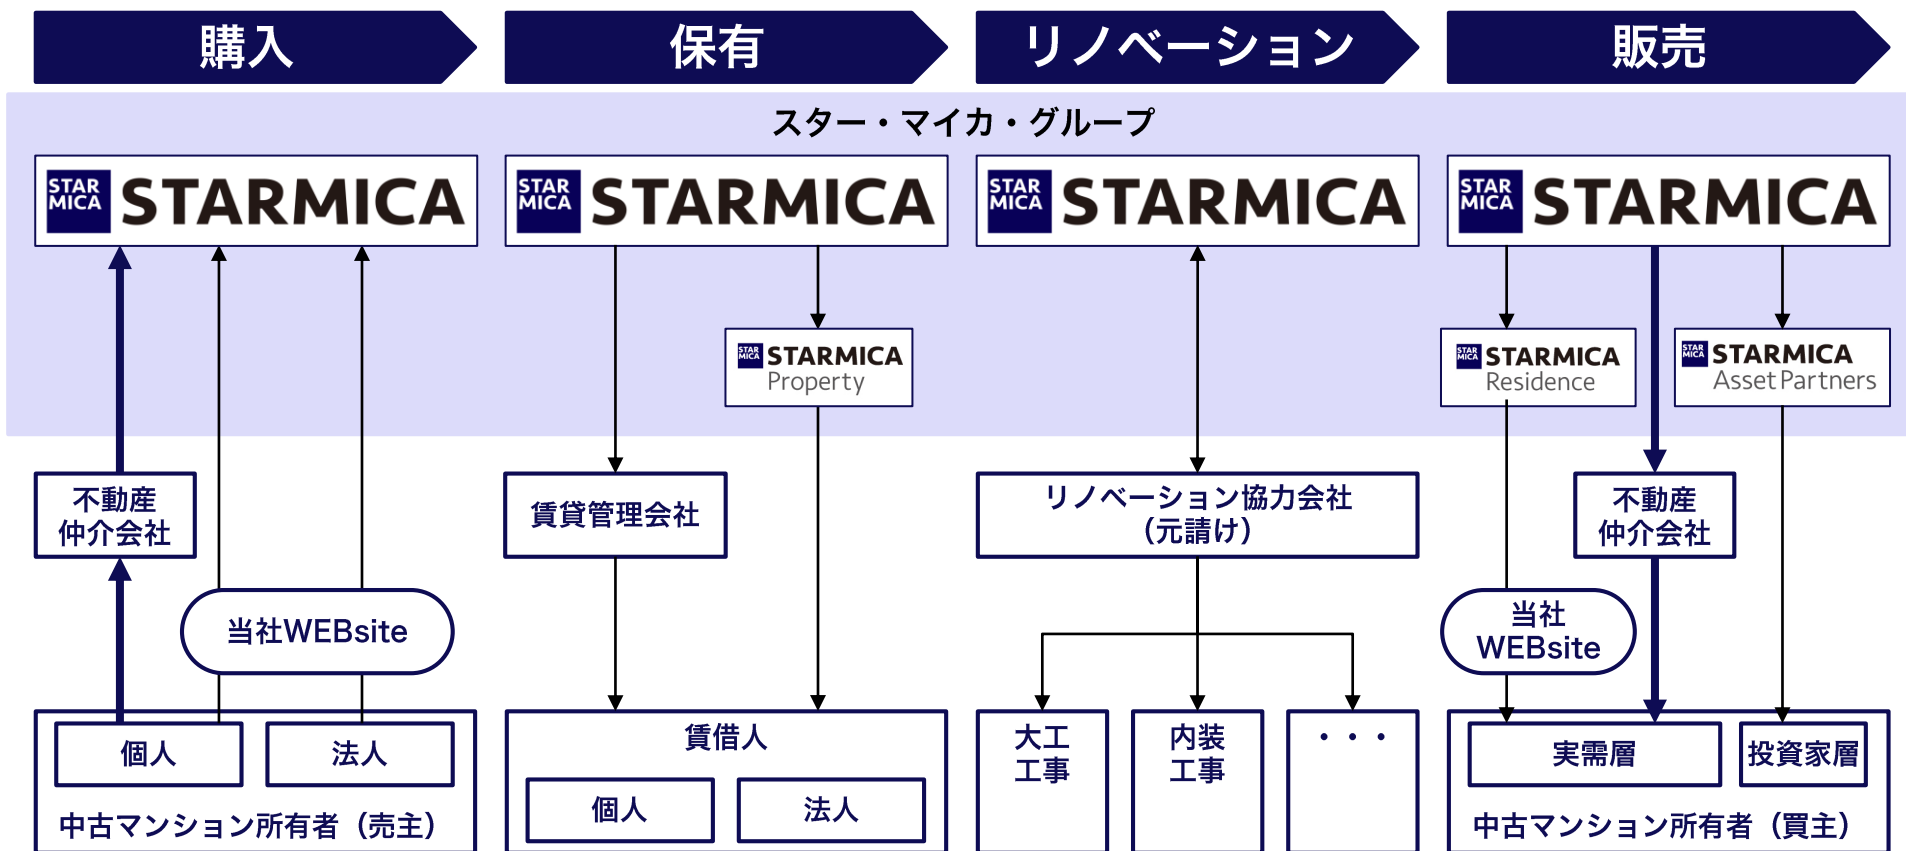 購入
保有
リノベーション
販売
スター・マイカ・グループ
STAR
MICA
STARMICA
STAR
MICA
STARMICA
STAR
MICA
STARMICA
STAR
MICA
STARMICA
STAR
MICA
STARMICA
Property
STAR
MICA
STARMICA
Residence
STAR
MICA
STARMICA
Asset Partners
不動産
仲介会社
賃貸管理会社
リノベーション協力会社
（元請け）
不動産
仲介会社
当社WEBsite
当社
WEBsite
個人
法人
中古マンション所有者（売主）
賃借人
個人
法人
大工
工事
内装
工事
・・・
実需層
投資家層
中古マンション所有者（買主）